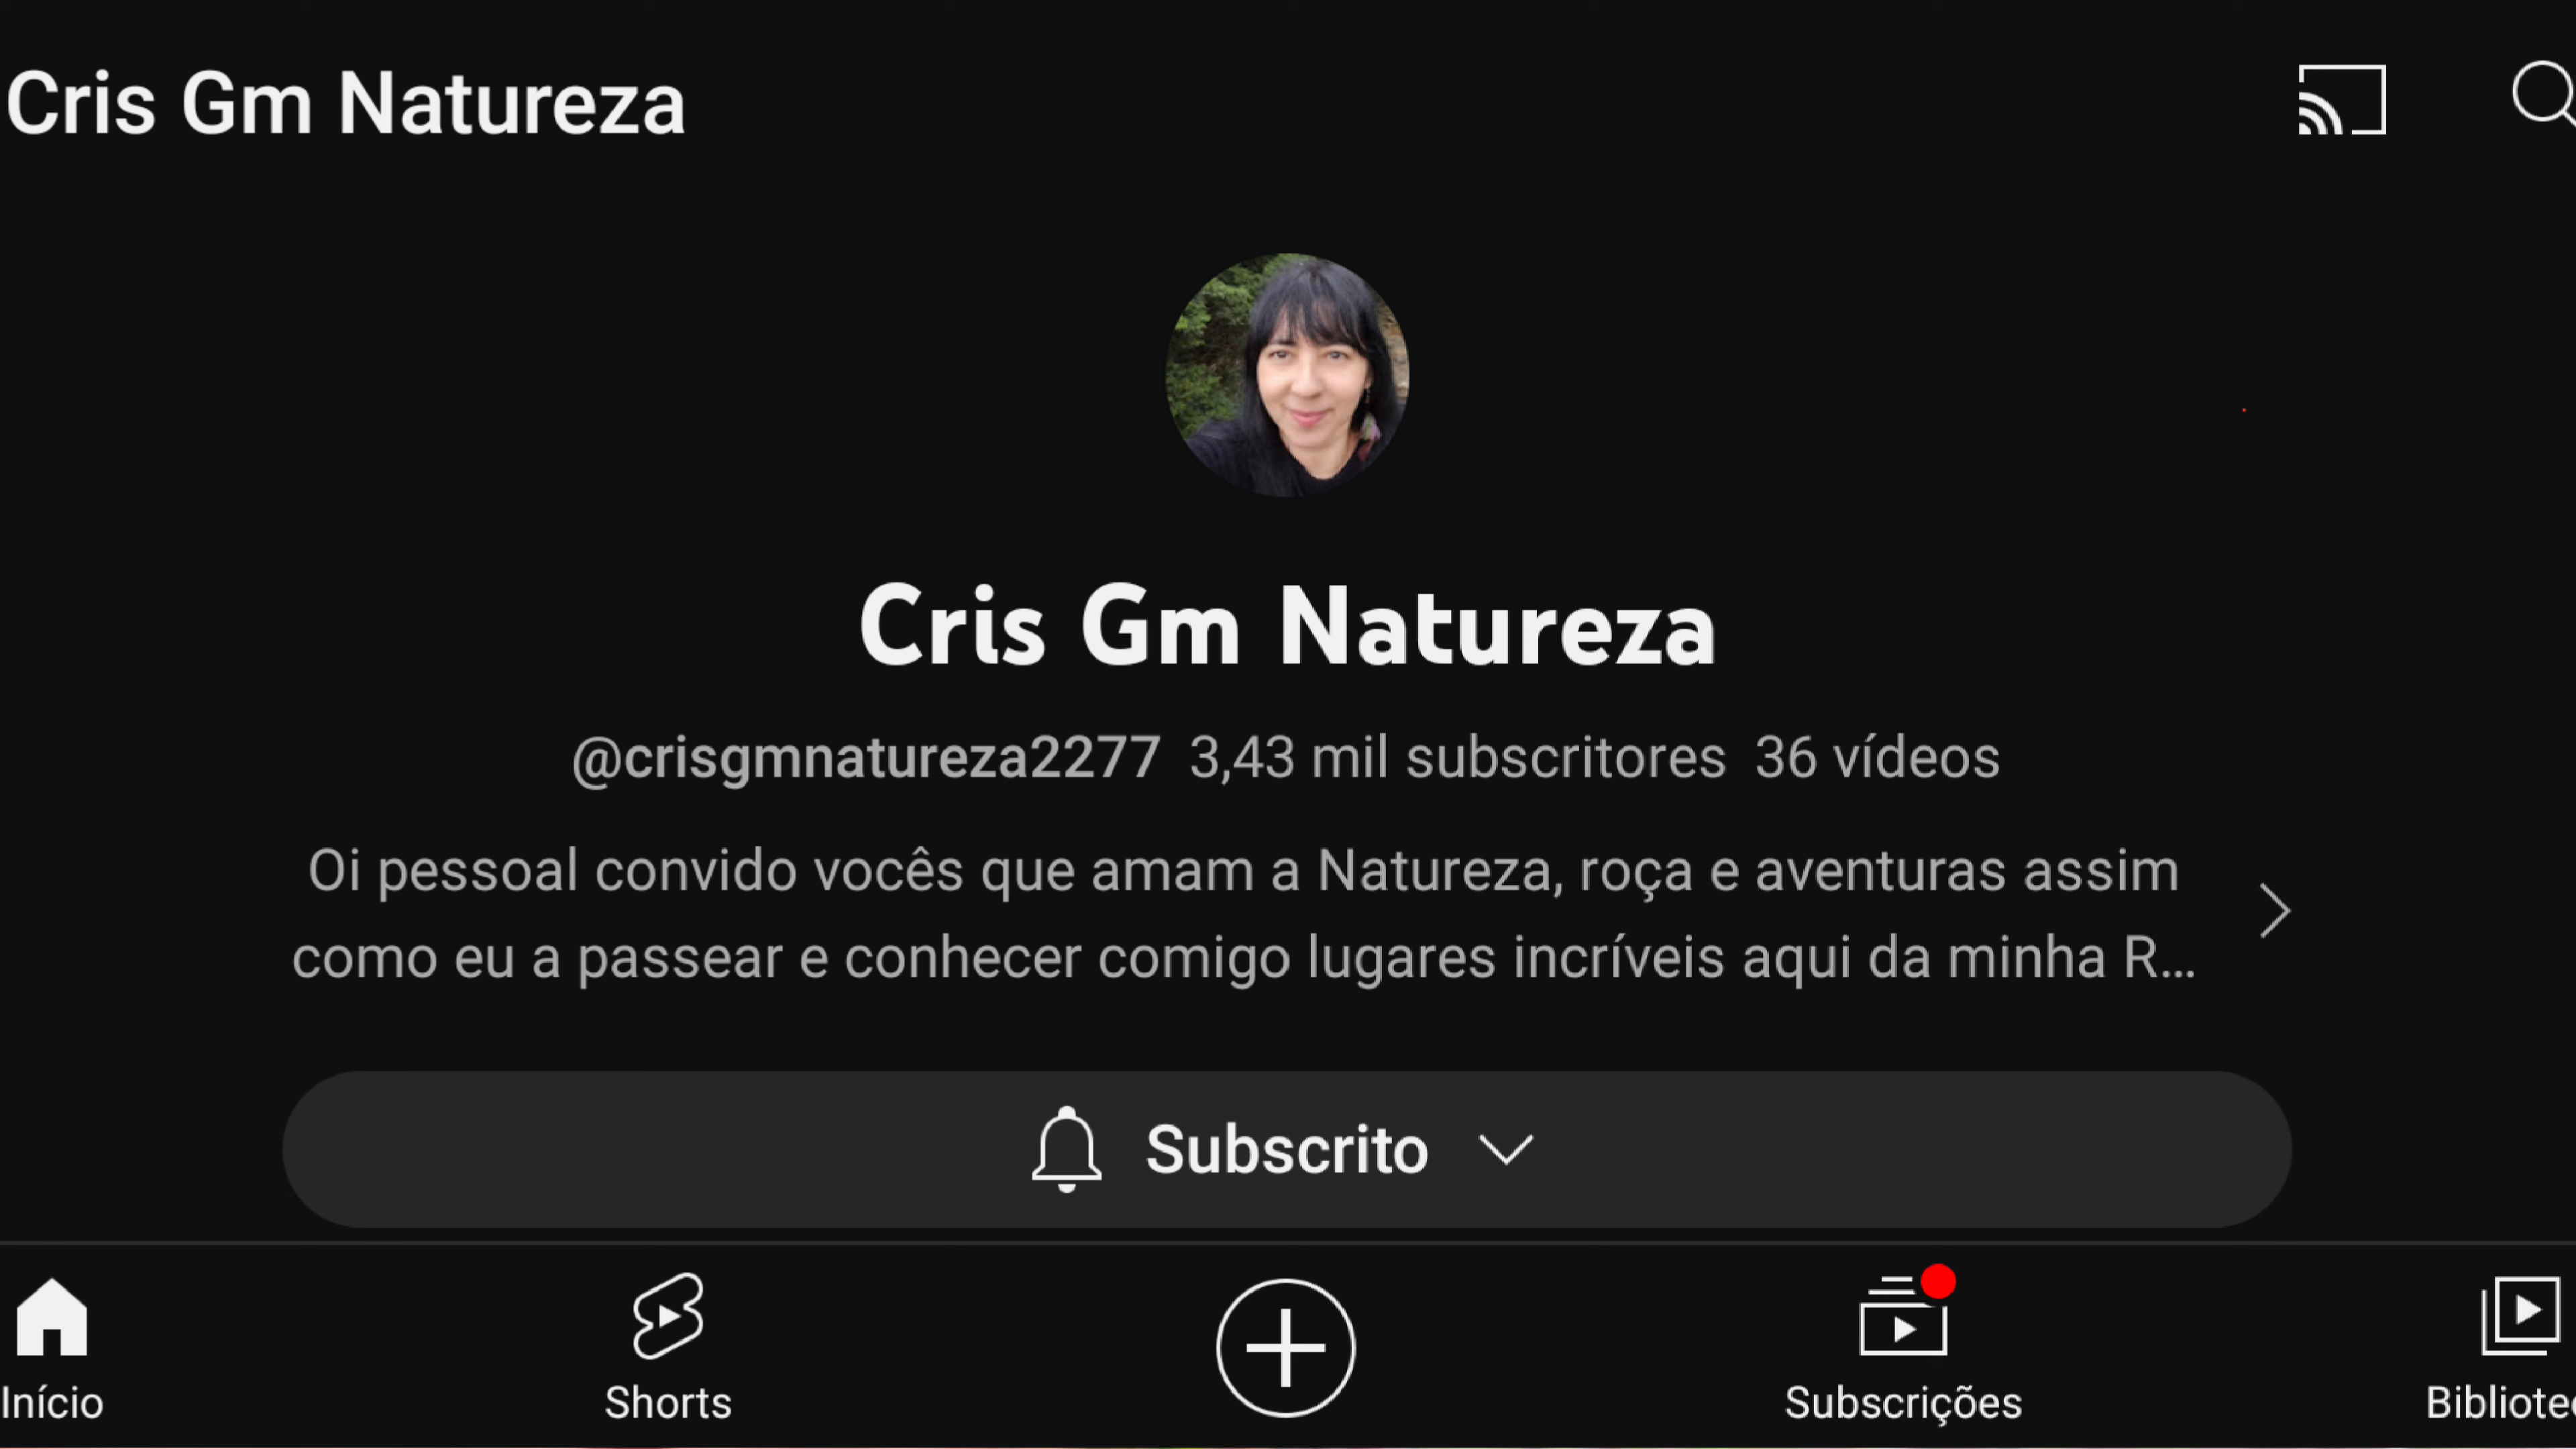 Cris Gm Natureza
Cris Gm Natureza
@crisgmnatureza2277 3,43 mil subscritores 36 vídeos
Oi pessoal convido vocês que amam a Natureza, roça e aventuras assim
como eu a passear e conhecer comigo lugares incríveis aqui da minha R...
Subscrito
Início Shorts Subscrições Bibliote